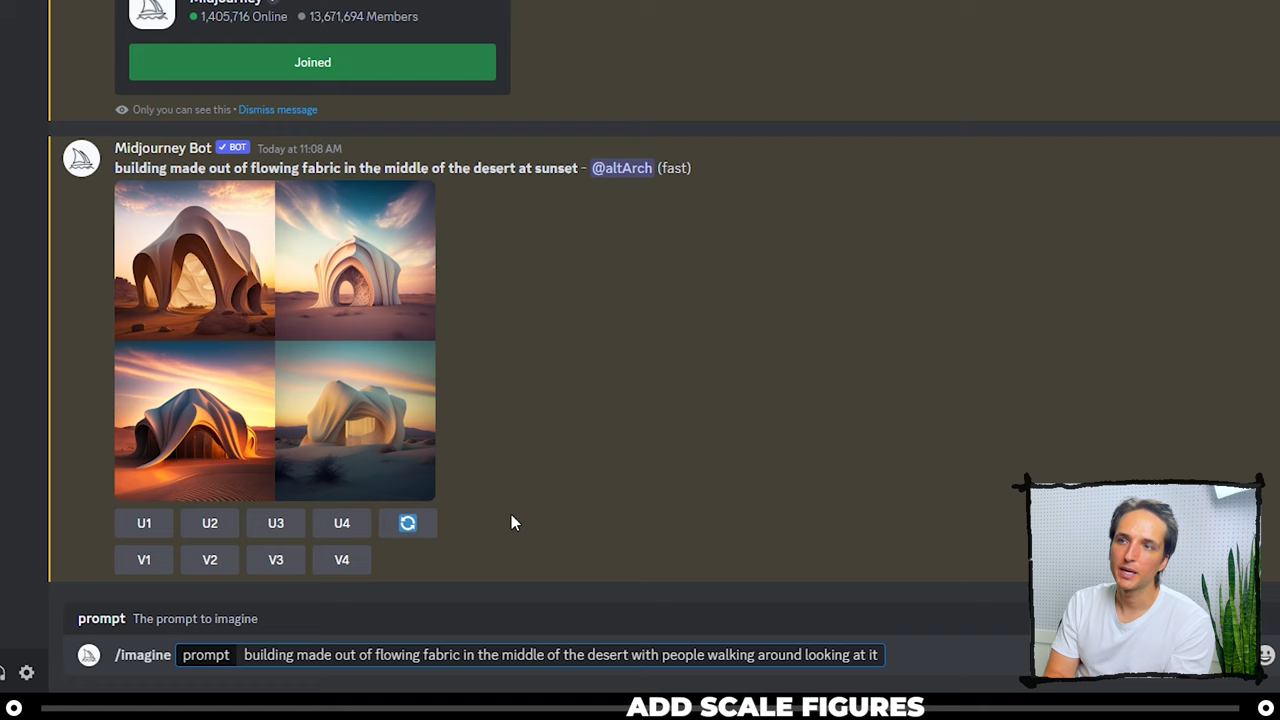 Midjourney
1,405,716 Online 13,671,694 Members
Joined
Only you can see this • Dismiss message
Midjourney Bot ✓ BOT Today at 11:08 AM
building made out of flowing fabric in the middle of the desert at sunset - @altArch (fast)
U1 U2 U3 U4
V1 V2 V3 V4
prompt The prompt to imagine
/imagine prompt building made out of flowing fabric in the middle of the desert with people walking around looking at it
ADD SCALE FIGURES